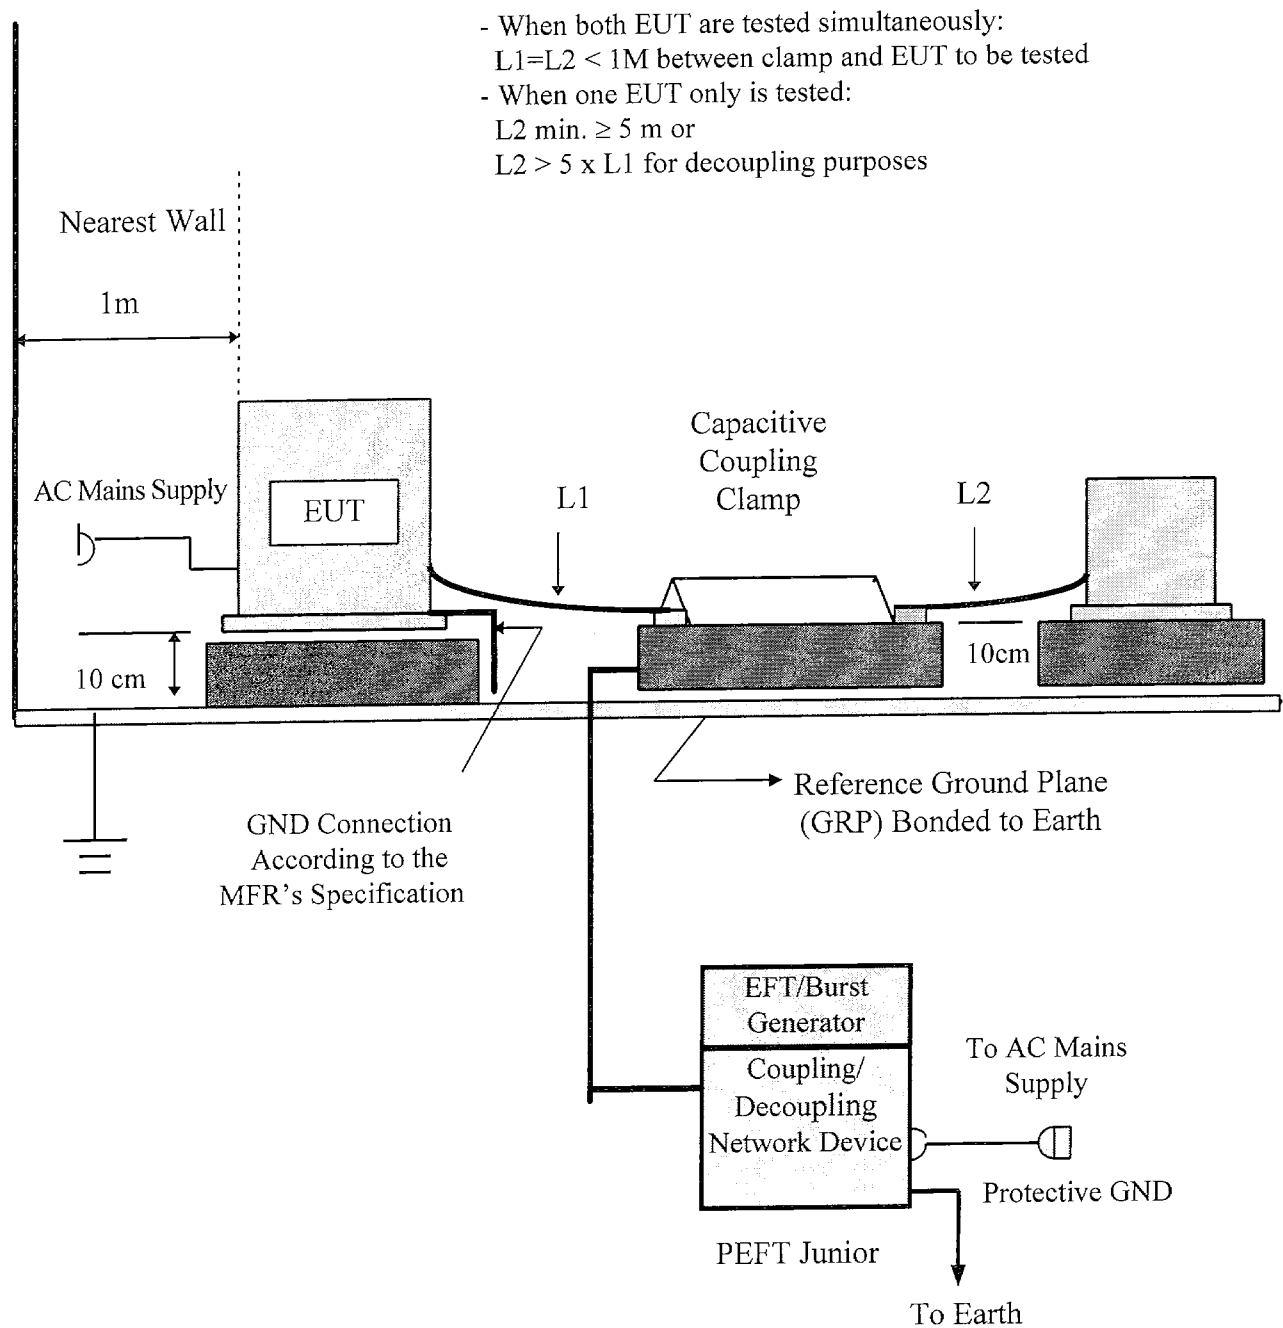 - When both EUT are tested simultaneously:
L1=L2 < 1M between clamp and EUT to be tested
- When one EUT only is tested:
L2 min. ≥ 5 m or
L2 > 5 x L1 for decoupling purposes
Nearest Wall
1m
Capacitive
Coupling
Clamp
AC Mains Supply
EUT
L1
L2
10 cm
10cm
Reference Ground Plane
(GRP) Bonded to Earth
GND Connection
According to the
MFR's Specification
EFT/Burst
Generator
Coupling/
Decoupling
Network Device
To AC Mains
Supply
Protective GND
PEFT Junior
To Earth